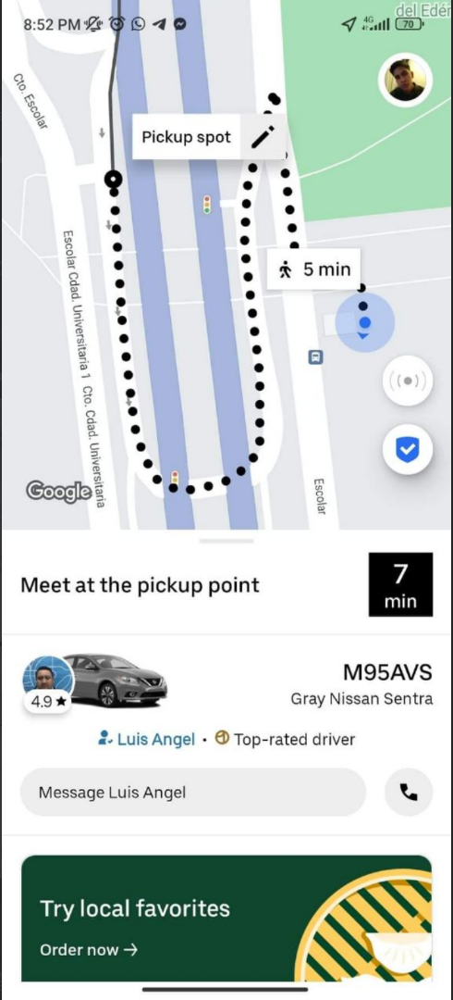 8:52 PM
4G
70
del Edén
Cto. Escolar
Pickup spot
5 min
Escolar Cdad. Universitaria 1
Cto. Cdad. Universitaria
Google
Escolar
Meet at the pickup point
7
min
M95AVS
4.9 ★
Gray Nissan Sentra
Luis Angel • Top-rated driver
Message Luis Angel
Try local favorites
Order now →